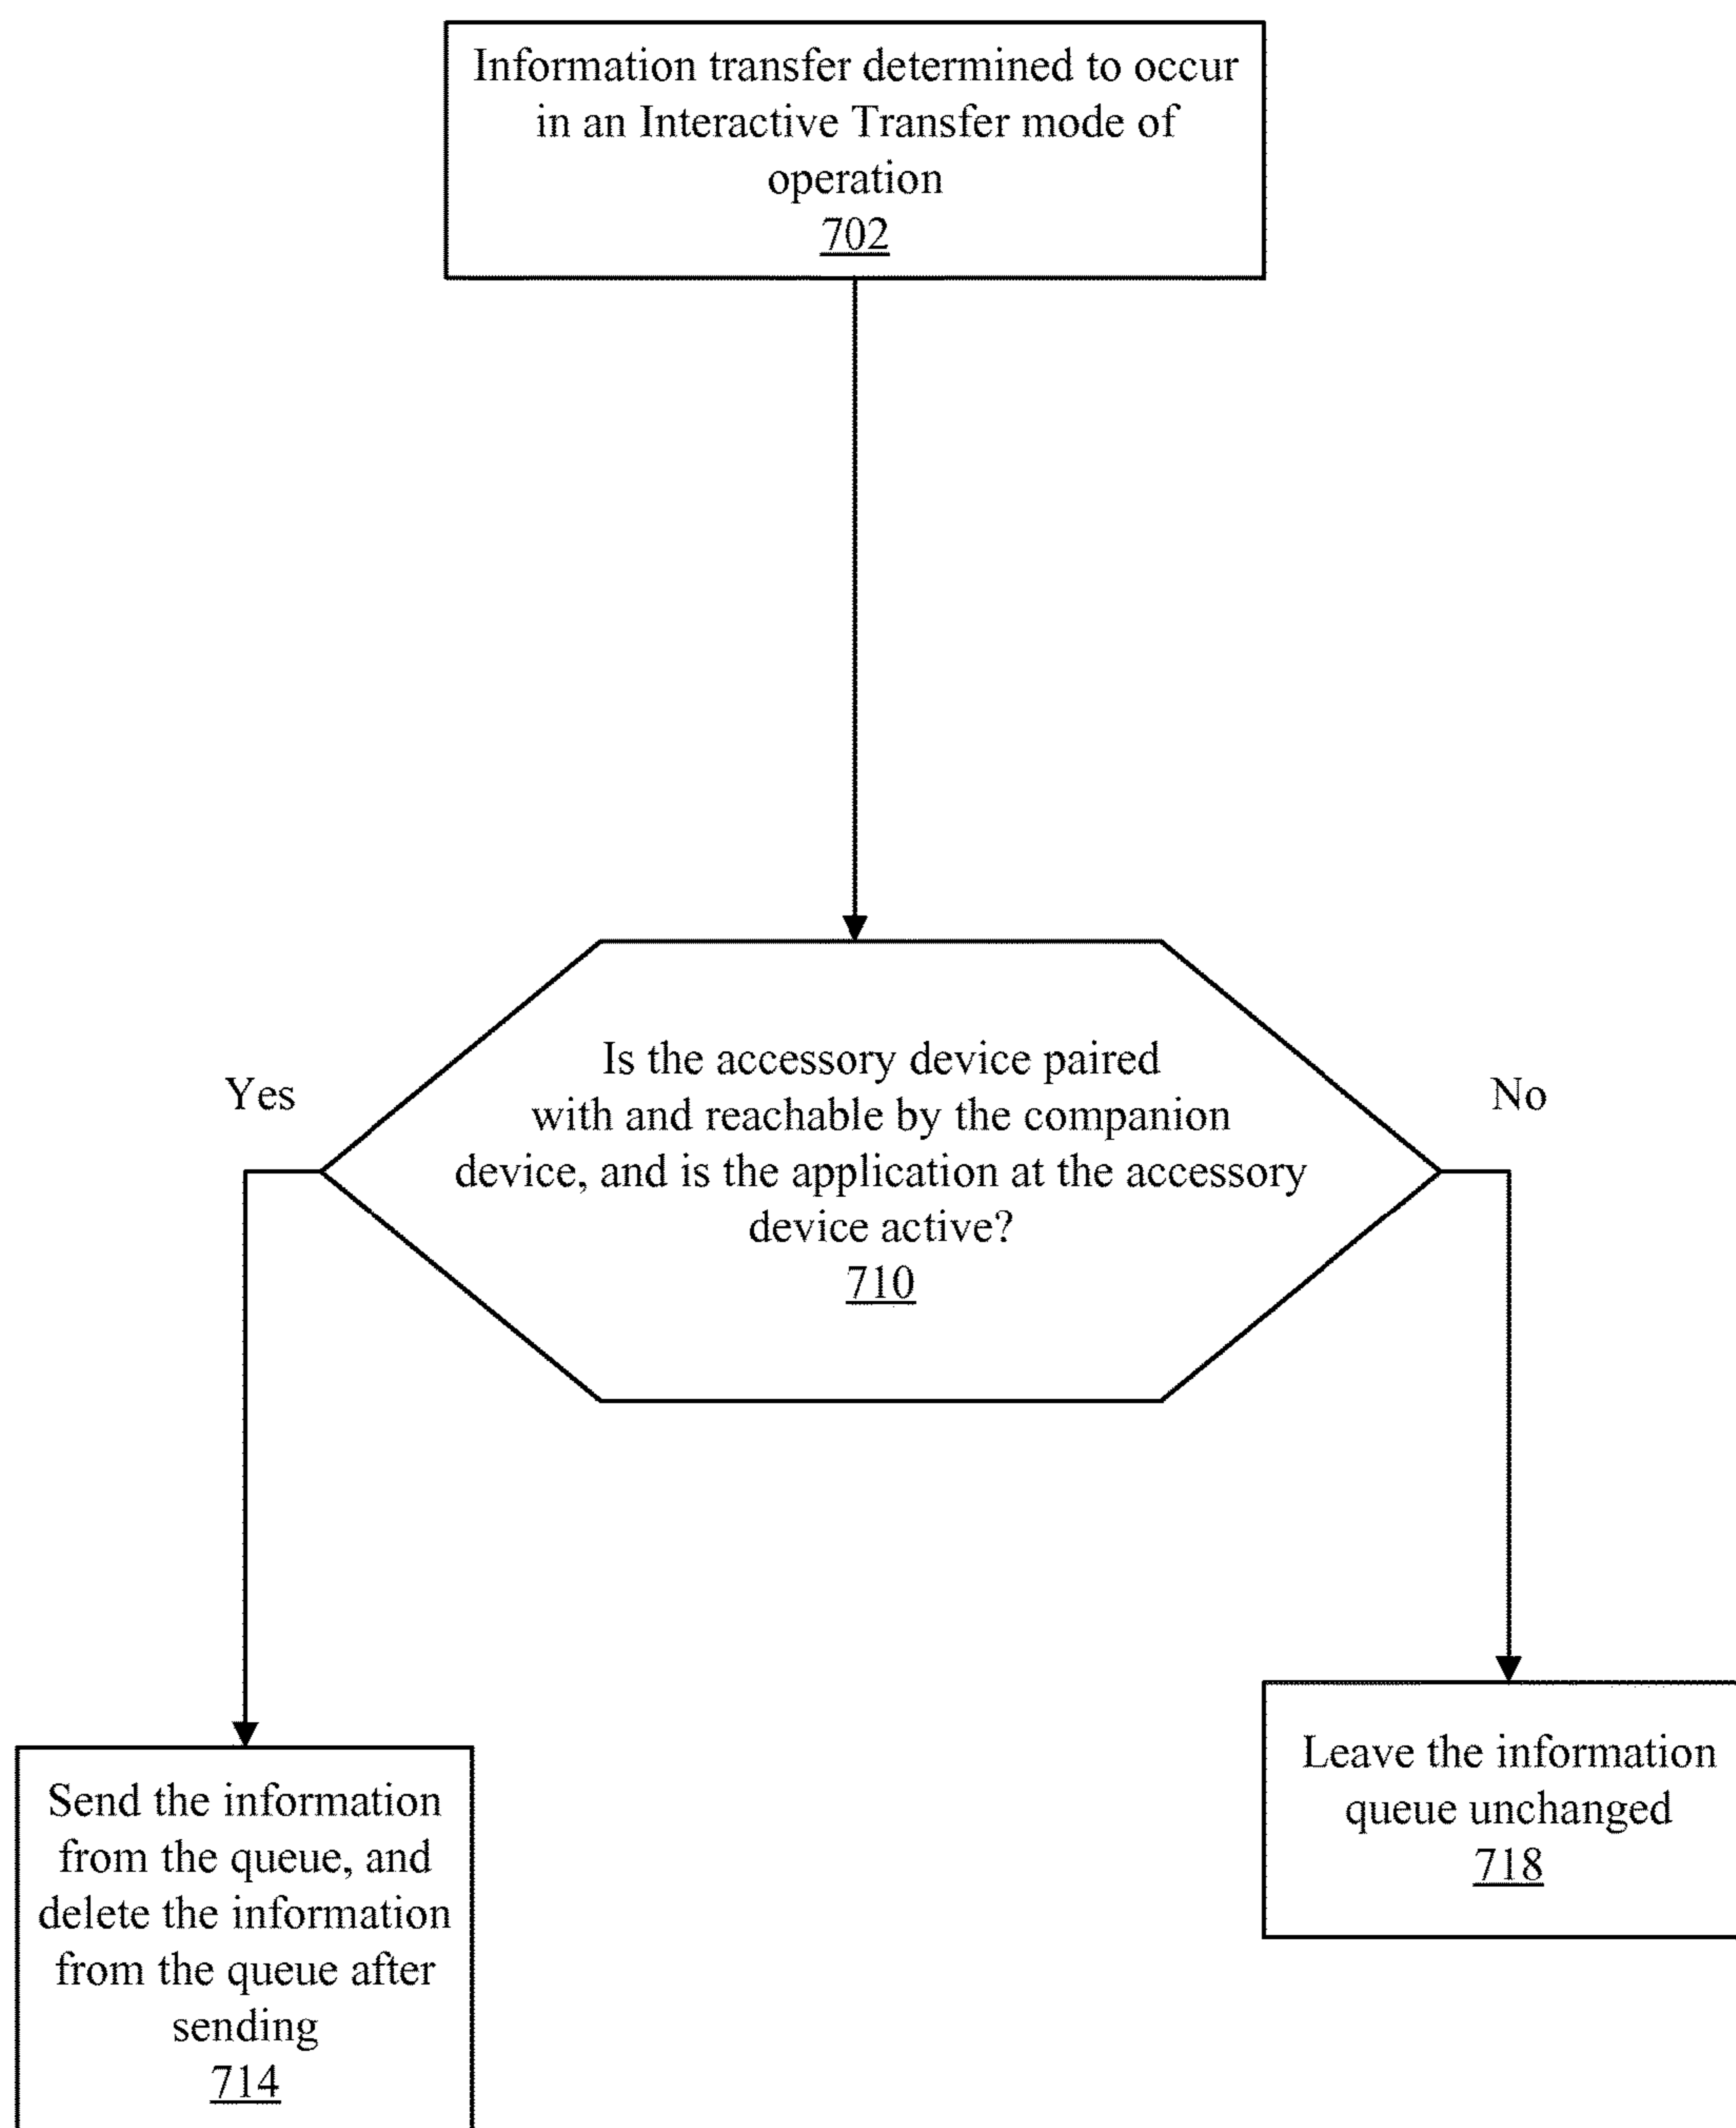 Information transfer determined to occur
in an Interactive Transfer mode of
operation
702
Is the accessory device paired
with and reachable by the companion
device, and is the application at the accessory
device active?
710
Yes
No
Send the information
from the queue, and
delete the information
from the queue after
sending
714
Leave the information
queue unchanged
718